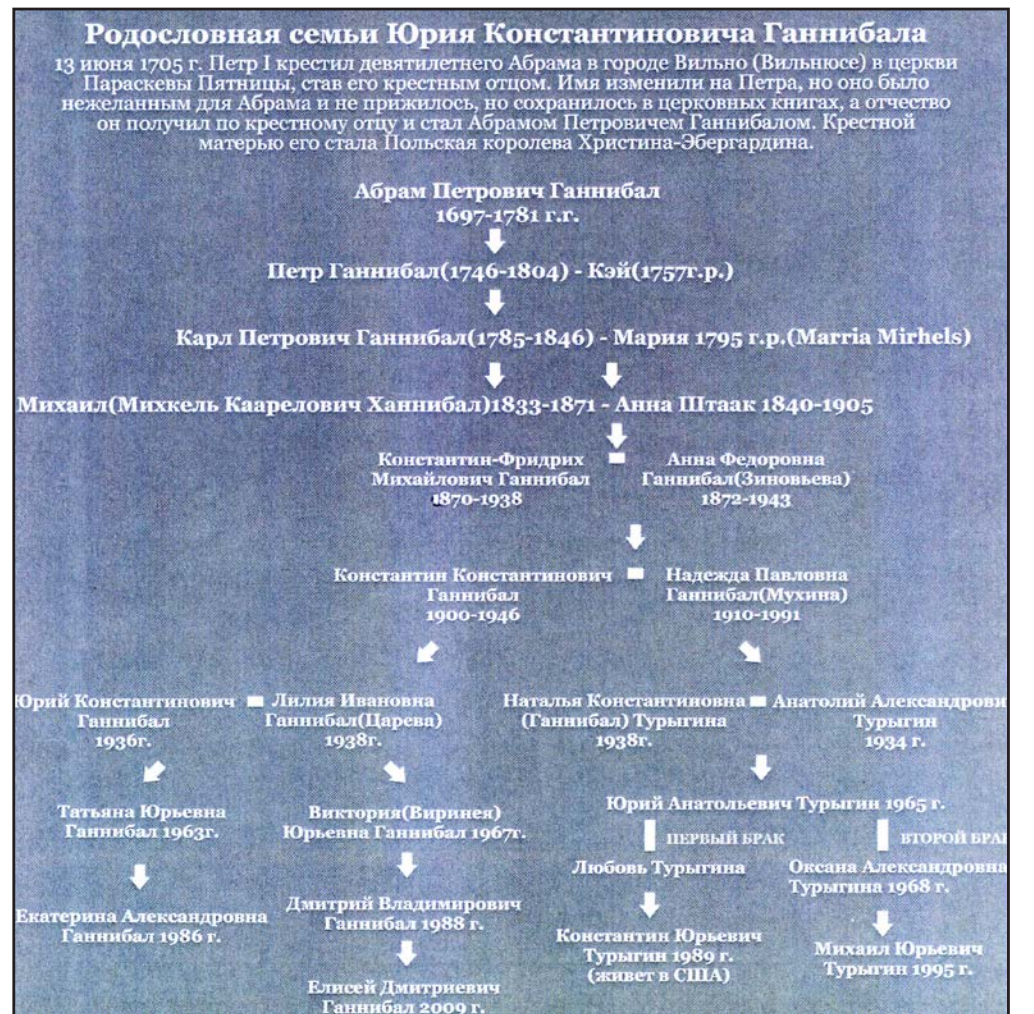 Родословная семьи Юрия Константиновича Ганнибала
13 июня 1705 г. Петр I крестил девятилетнего Абрама в городе Вильно (Вильнюсе) в церкви
Параскевы Пятницы, став его крестным отцом. Имя изменили на Петра, но оно было
нежеланным для Абрама и не прижилось, но сохранилось в церковных книгах, а отчество
он получил по крестному отцу и стал Абрамом Петровичем Ганнибалом. Крестной
матерью его стала Польская королева Христина-Эбергардина.
Абрам Петрович Ганнибал
1697-1781 г.г.
Петр Ганнибал(1746-1804) - Кэй(1757г.р.)
Карл Петрович Ганнибал(1785-1846) - Мария 1795 г.р.(Marria Mirhels)
Михаил(Михкель Каарелович Ханнибал)1833-1871 - Анна Штаак 1840-1905
Константин-Фридрих
Михайлович Ганнибал
1870-1938
Анна Федоровна
Ганнибал(Зиновьева)
1872-1943
Константин Константинович
Ганнибал
1900-1946
Надежда Павловна
Ганнибал(Мухина)
1910-1991
Юрий Константинович
Ганнибал
1936г.
Лилия Ивановна
Ганнибал(Царева)
1938г.
Наталья Константиновна
(Ганнибал) Турыгина
1938г.
Анатолий Александрови
Турыгин
1934 г.
Татьяна Юрьевна
Ганнибал 1963г.
Виктория(Виринея)
Юрьевна Ганнибал 1967г.
Юрий Анатольевич Турыгин 1965 г.
ПЕРВЫЙ БРАК
ВТОРОЙ БРАК
Любовь Турыгина
Оксана Александровна
Турыгина 1968 г.
Екатерина Александровна
Ганнибал 1986 г.
Дмитрий Владимирович
Ганнибал 1988 г.
Константин Юрьевич
Турыгин 1989 г.
(живет в США)
Михаил Юрьевич
Турыгин 1995 г.
Елисей Дмитриевич
Ганнибал 2009 г.